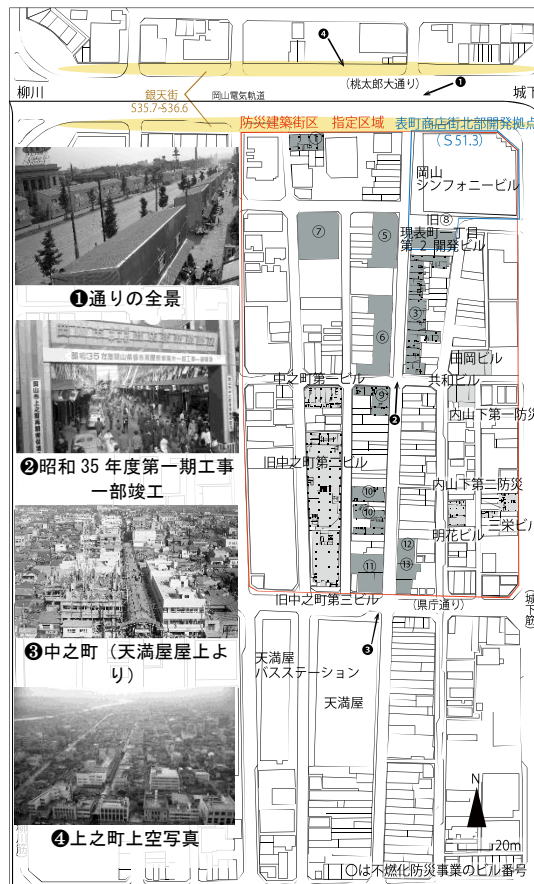 ❹
(桃太郎大通り)
❶
柳川
銀天街
S35.7-S36.6
岡山電気軌道
城下
防災建築街区 指定区域
表町商店街北部開発拠点
(S51.3)
岡山
シンフォニービル
旧⑧
現表町一丁目
第 2 開発ビル
⑦
⑤
③
⑥
❶通りの全景
田岡ビル
中之町第一ビル
共和ビル
⑨
内山下第一防災
❷
昭和35
❷昭和 35 年度第一期工事
一部竣工
旧中之町第二ビル
内山下第二防災
⑩
⑩
三栄ビル
明花ビル
⑫
⑪
⑬
旧中之町第三ビル
(県庁通り)
(城下筋)
❸
❸中之町（天満屋屋上よ
り）
天満屋
バスステーション
天満屋
N
❹上之町上空写真
20m
○は不燃化防災事業のビル番号